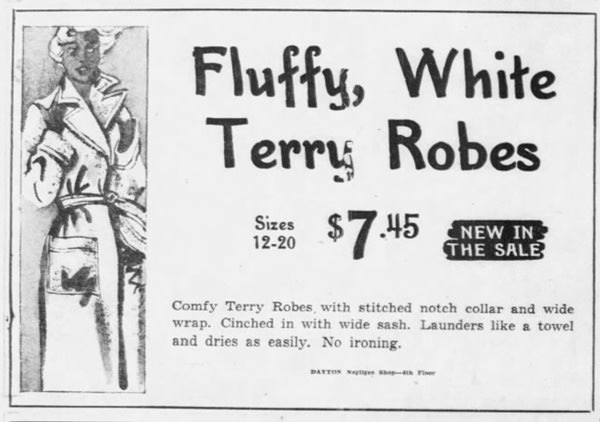 Fluffy, White
Terry Robes
Sizes
12-20
$7.45
NEW IN
THE SALE
Comfy Terry Robes, with stitched notch collar and wide
wrap. Cinched in with wide sash. Launders like a towel
and dries as easily. No ironing.
DAYTON Negligee Shop—4th Floor